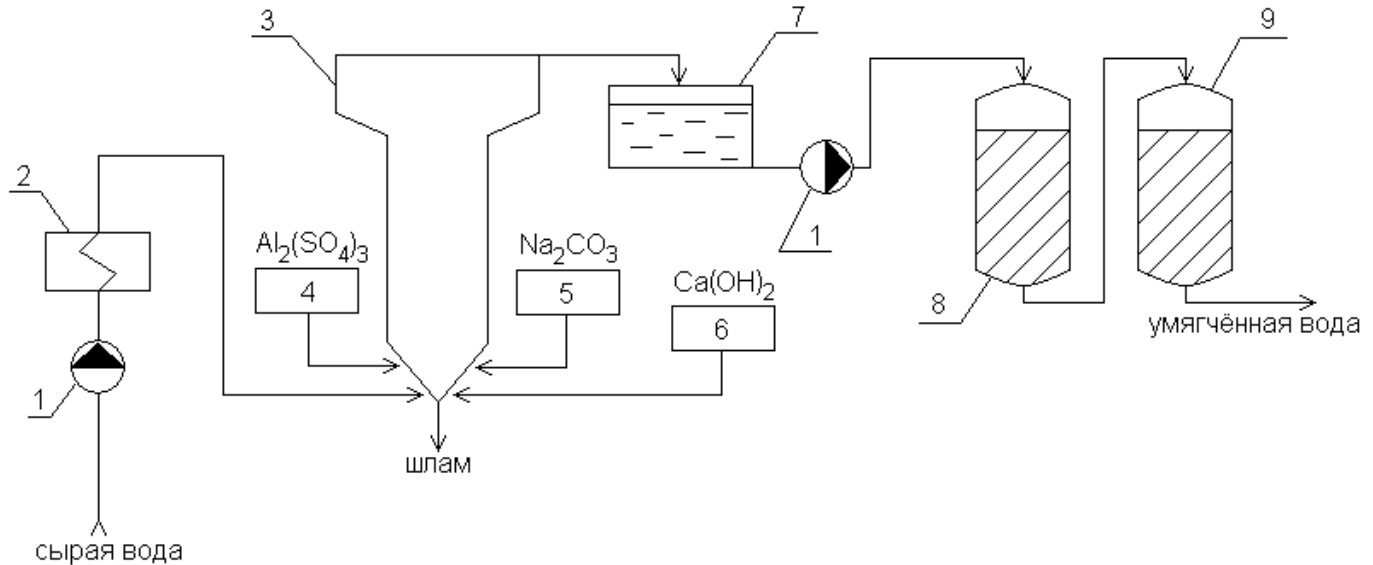 3
7
9
2
Al2(SO4)3
Na2CO3
Ca(OH)2
4
5
6
1
8
умягчённая вода
1
шлам
сырая вода